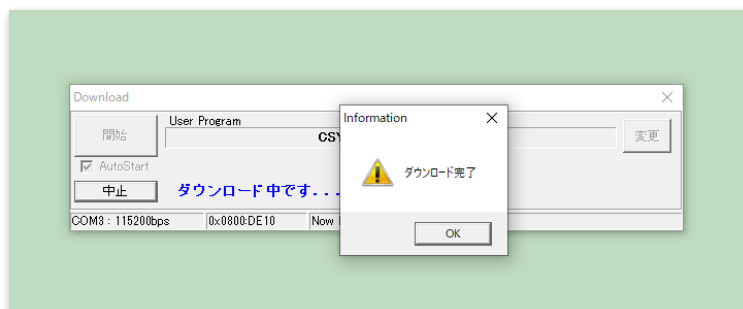 Download
User Program
開始
CSY
変更
AutoStart
中止
ダウンロード中です...
COM3 : 115200bps
0x0800:DE10
Now
Information
ダウンロード完了
OK